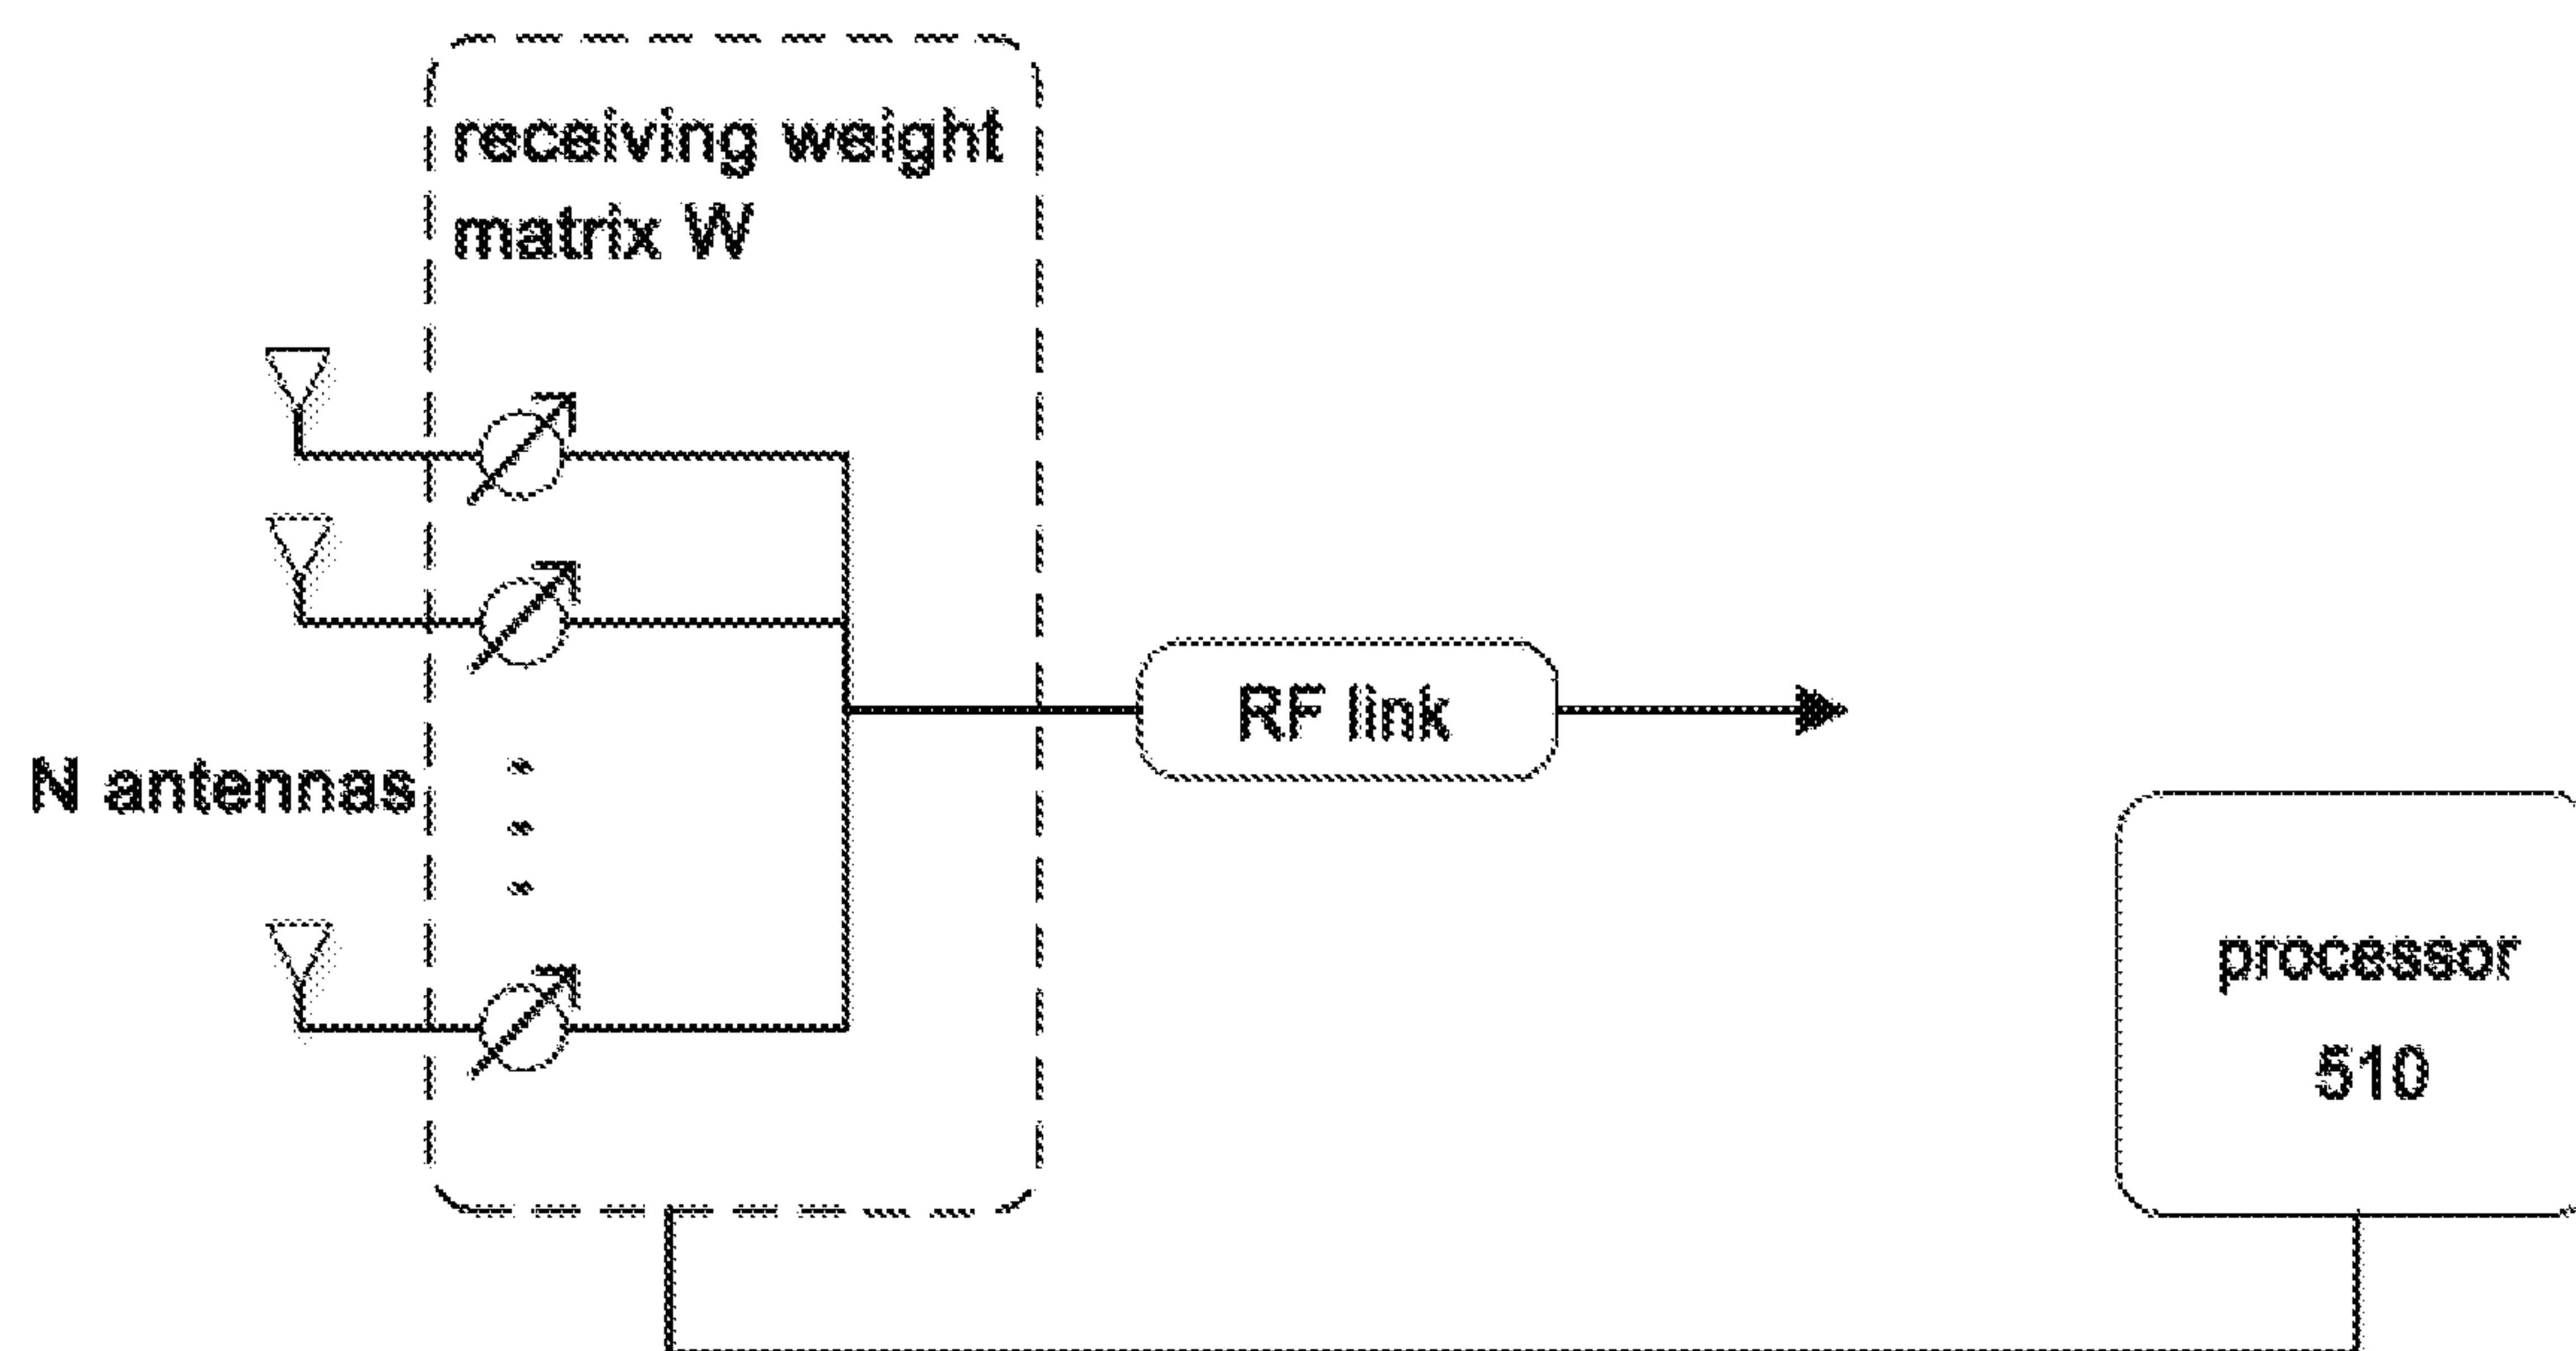 receiving weight
matrix W
N antennas
RF link
processor
510